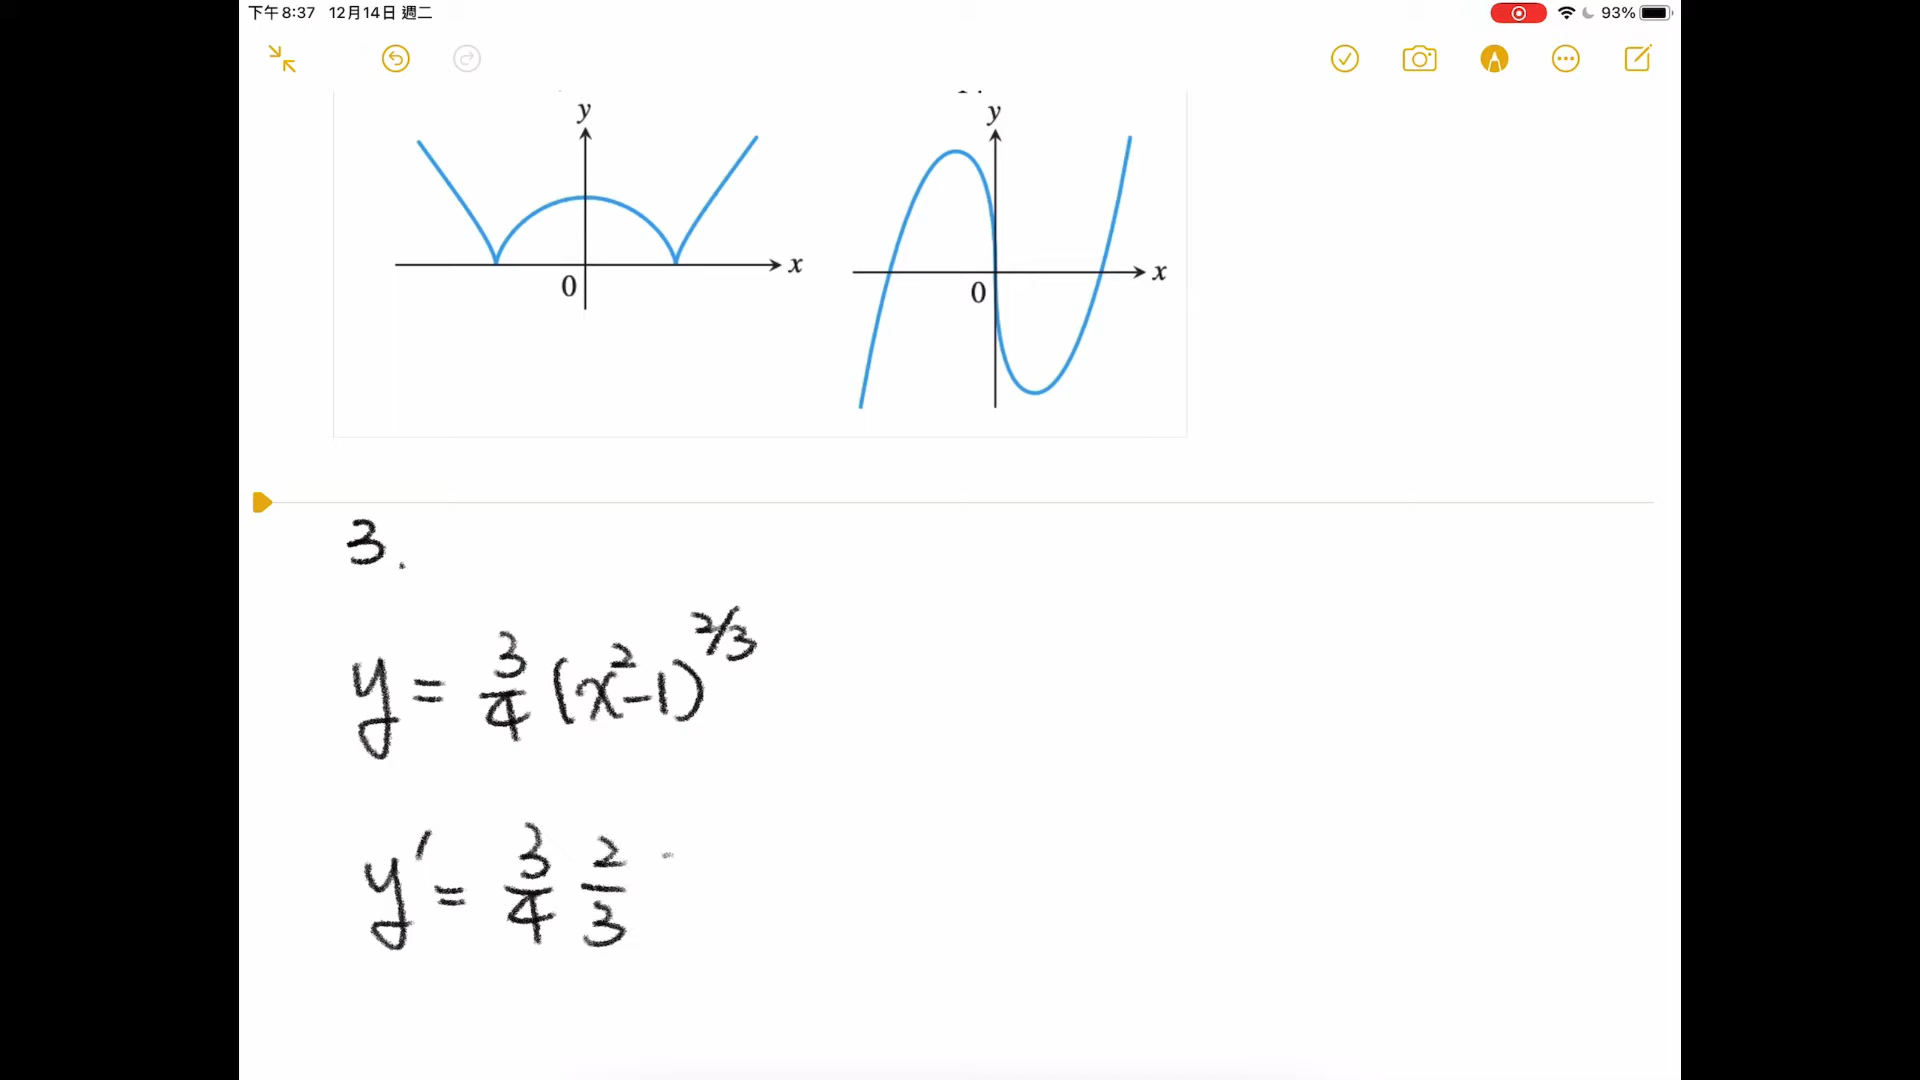 下午8:37 12月14日 週二
93%
y
x
0
y
x
0
3.
y = 3/4 (x²-1)^2/3
y' = 3/4 2/3